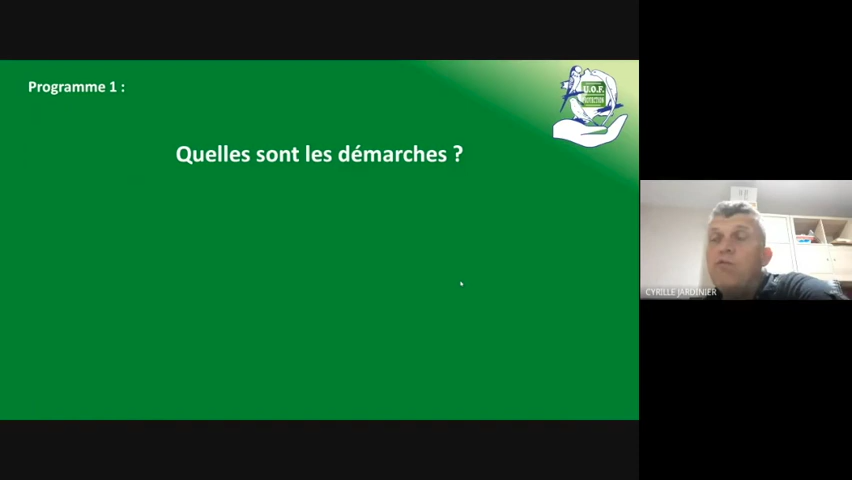 Programme 1 :
U.O.F.
Quelles sont les démarches ?
CYRILLE JARDINIER